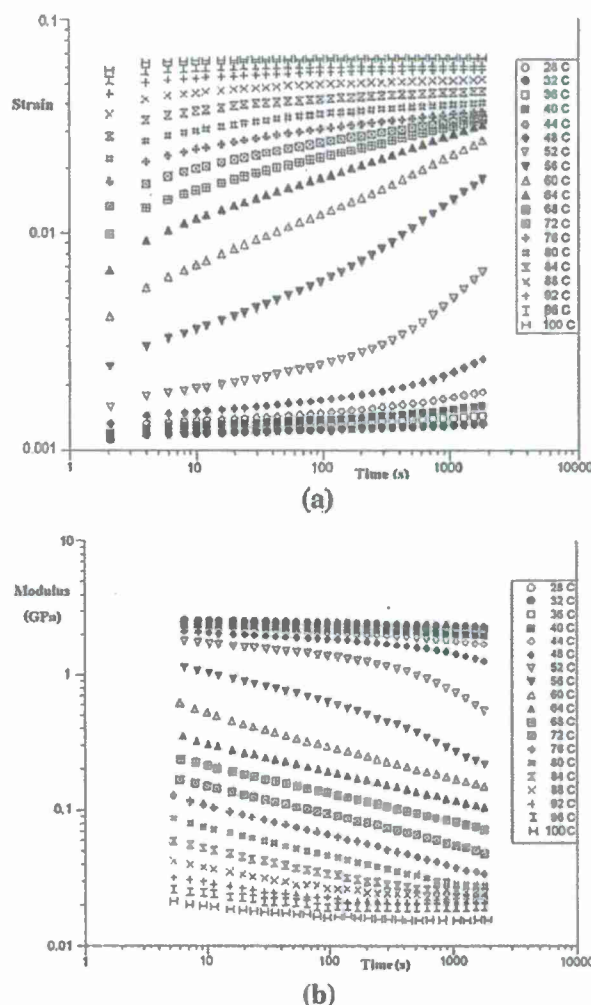 0.1
Strain
0.01
0.001
1
10
100
1000
10000
Time (s)
28 C
32 C
36 C
40 C
44 C
48 C
52 C
56 C
60 C
64 C
68 C
72 C
76 C
80 C
84 C
88 C
92 C
96 C
100 C
(a)
10
Modulus
(GPa)
1
0.1
0.01
1
10
100
1000
10000
Time (s)
28 C
32 C
36 C
40 C
44 C
48 C
52 C
56 C
60 C
64 C
68 C
72 C
76 C
80 C
84 C
88 C
92 C
96 C
100 C
(b)